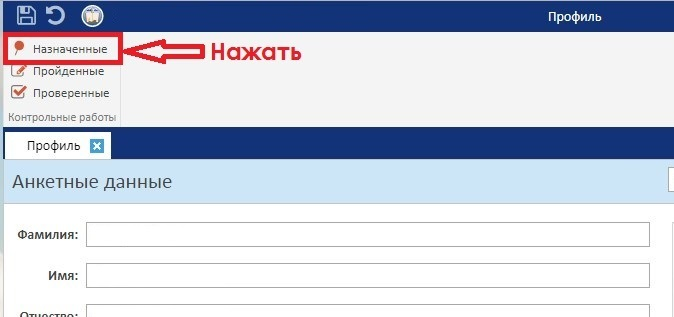 Профиль
Назначенные
Нажать
Пройденные
Проверенные
Контрольные работы
Профиль
Анкетные данные
Фамилия:
Имя:
Отчество: